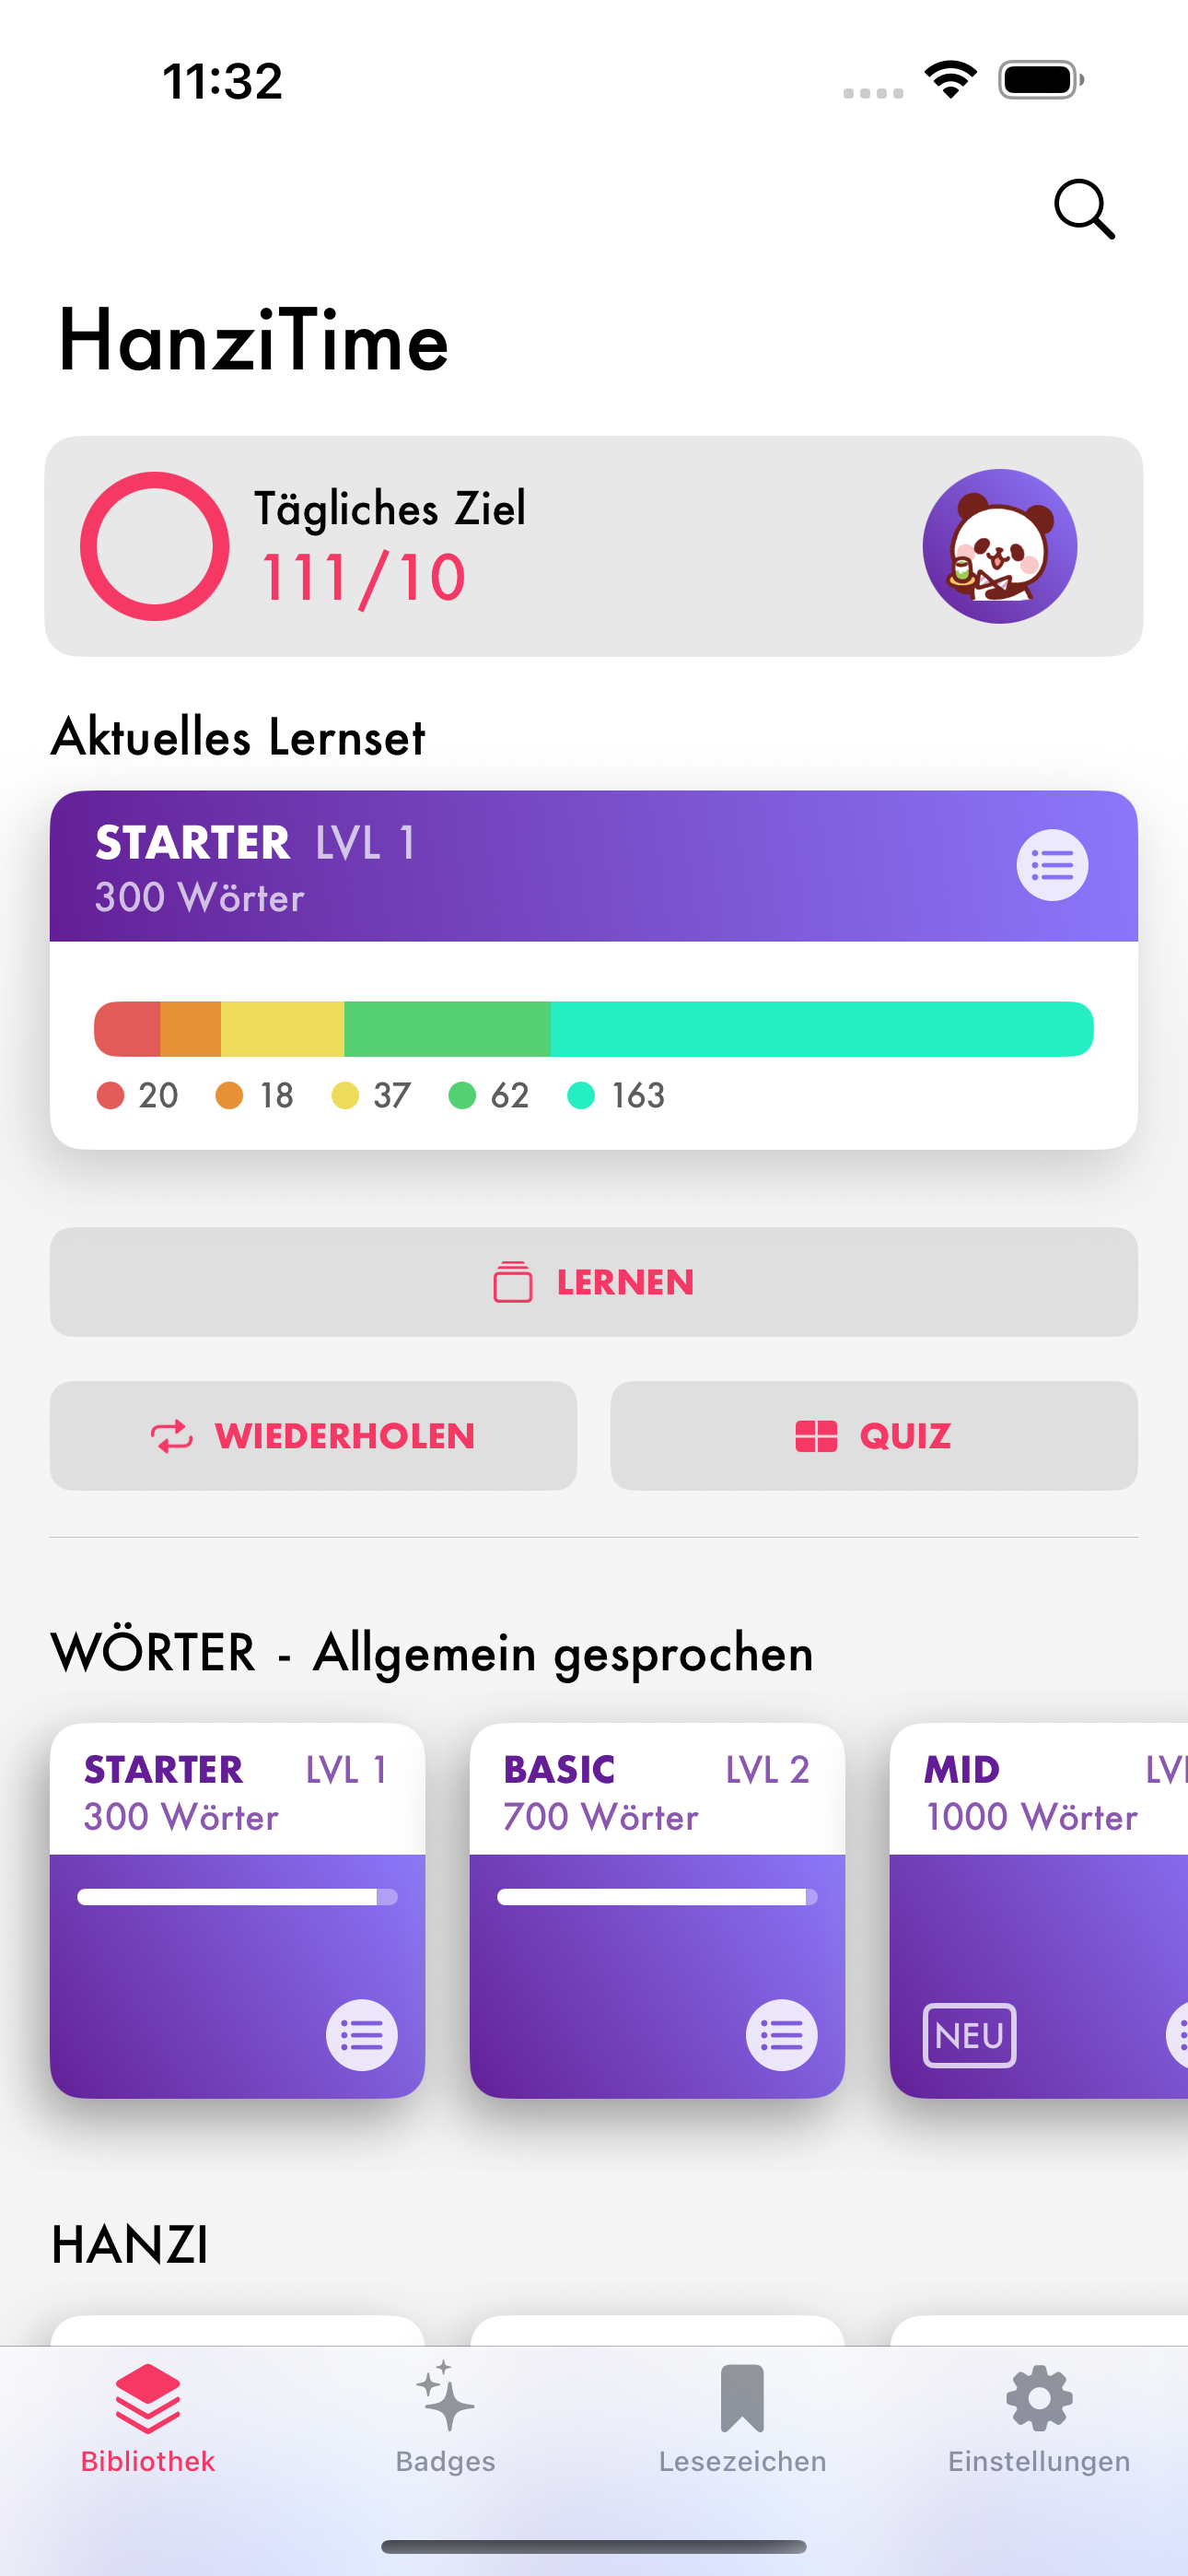 11:32
HanziTime
Tägliches Ziel
111/10
Aktuelles Lernset
STARTER LVL 1
300 Wörter
20 18 37 62 163
LERNEN
WIEDERHOLEN QUIZ
WÖRTER - Allgemein gesprochen
STARTER LVL 1 BASIC LVL 2 MID
300 Wörter 700 Wörter 1000 Wörter
NEU
HANZI
Bibliothek Badges Lesezeichen Einstellungen